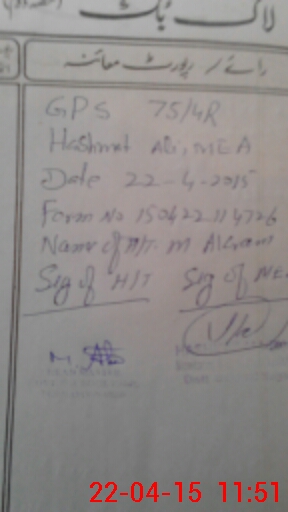 لاگ بک
رائے / رپورٹ معائنہ
GPS 75/4R
Hashmat Ali, MEA
Date 22-4-2015
Form No 150422114726
Name of H/T. M Akram
Sig of H/T Sig of MEA
M.
22-04-15 11:51